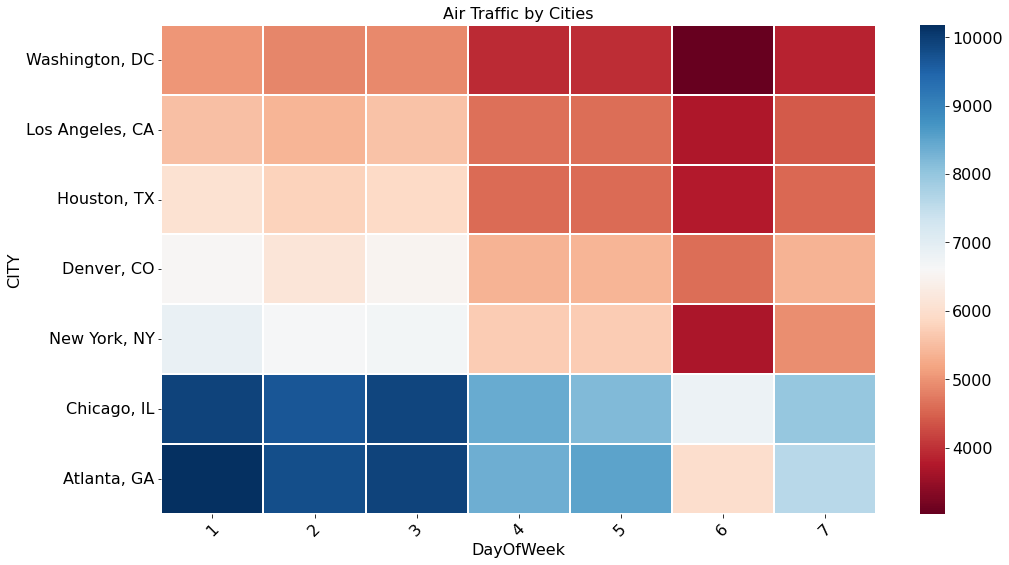 Air Traffic by Cities
CITY
Washington, DC
Los Angeles, CA
Houston, TX
Denver, CO
New York, NY
Chicago, IL
Atlanta, GA
1 2 3 4 5 6 7
DayOfWeek
10000
9000
8000
7000
6000
5000
4000